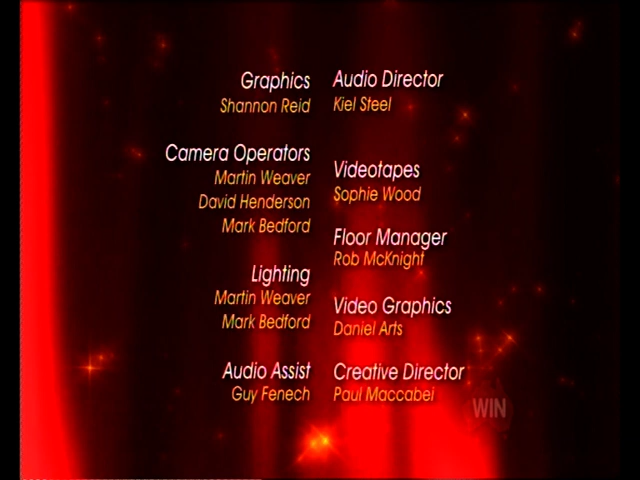 Graphics
Shannon Reid
Camera Operators
Martin Weaver
David Henderson
Mark Bedford
Lighting
Martin Weaver
Mark Bedford
Audio Assist
Guy Fenech
Audio Director
Kiel Steel
Videotapes
Sophie Wood
Floor Manager
Rob McKnight
Video Graphics
Daniel Arts
Creative Director
Paul Maccabei
WIN